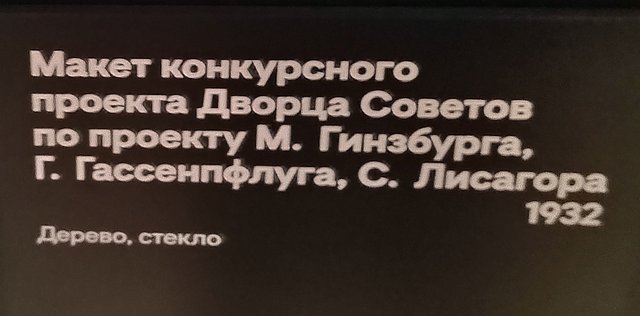 Макет конкурсного
проекта Дворца Советов
по проекту М. Гинзбурга,
Г. Гассенпфлуга, С. Лисагора
1932
Дерево, стекло